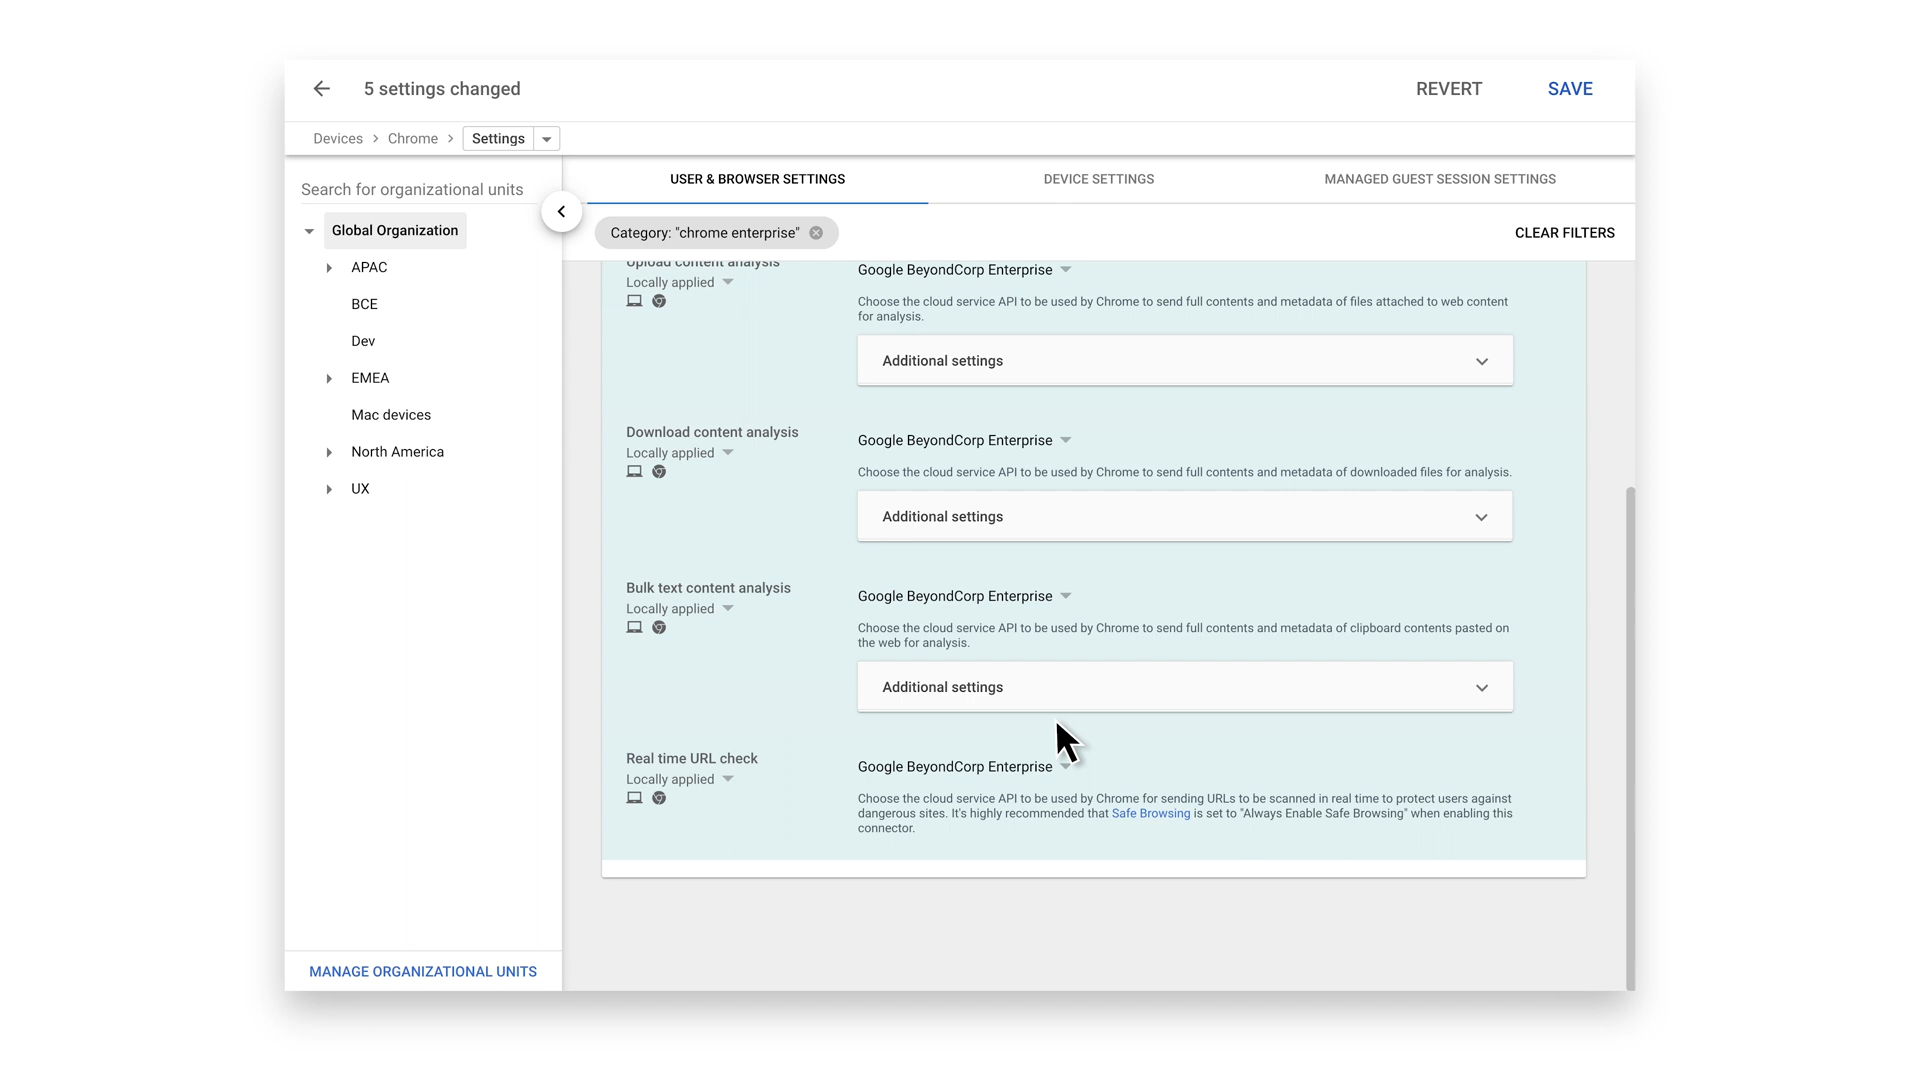 5 settings changed
REVERT
SAVE
Devices > Chrome > Settings
Search for organizational units
USER & BROWSER SETTINGS
DEVICE SETTINGS
MANAGED GUEST SESSION SETTINGS
Global Organization
APAC
BCE
Dev
EMEA
Mac devices
North America
UX
MANAGE ORGANIZATIONAL UNITS
Category: "chrome enterprise"
CLEAR FILTERS
Upload content analysis
Locally applied
Google BeyondCorp Enterprise
Choose the cloud service API to be used by Chrome to send full contents and metadata of files attached to web content
for analysis.
Additional settings
Download content analysis
Locally applied
Google BeyondCorp Enterprise
Choose the cloud service API to be used by Chrome to send full contents and metadata of downloaded files for analysis.
Additional settings
Bulk text content analysis
Locally applied
Google BeyondCorp Enterprise
Choose the cloud service API to be used by Chrome to send full contents and metadata of clipboard contents pasted on
the web for analysis.
Additional settings
Real time URL check
Locally applied
Google BeyondCorp Enterprise
Choose the cloud service API to be used by Chrome for sending URLs to be scanned in real time to protect users against
dangerous sites. It's highly recommended that Safe Browsing is set to "Always Enable Safe Browsing" when enabling this
connector.